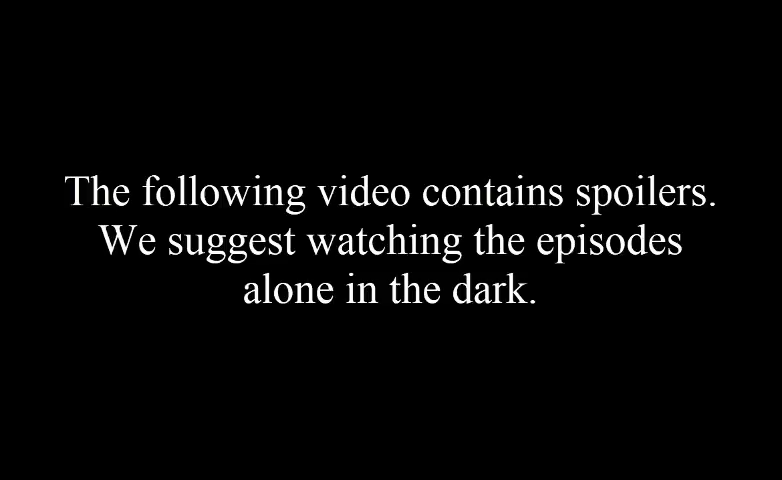 The following video contains spoilers.
We suggest watching the episodes
alone in the dark.